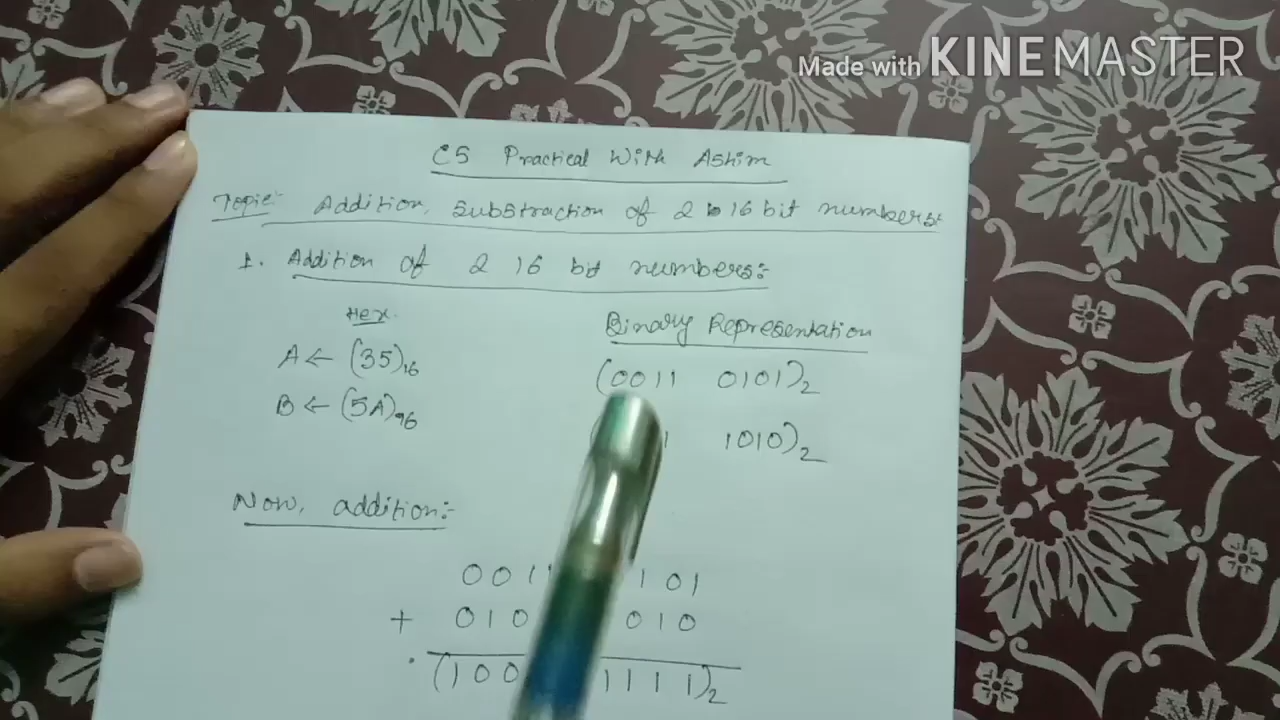 Made with KINEMASTER
CS Practical With Ashim
Topic:- Addition, Substraction of 2 16 bit numbers:-
1. Addition of 2 16 bit numbers:-
Hex. Binary Representation
A ← (35)16 (0011 0101)2
B ← (5A)96 1010)2
Now, addition:-
0011 101
+ 010 010
(100 1111)2